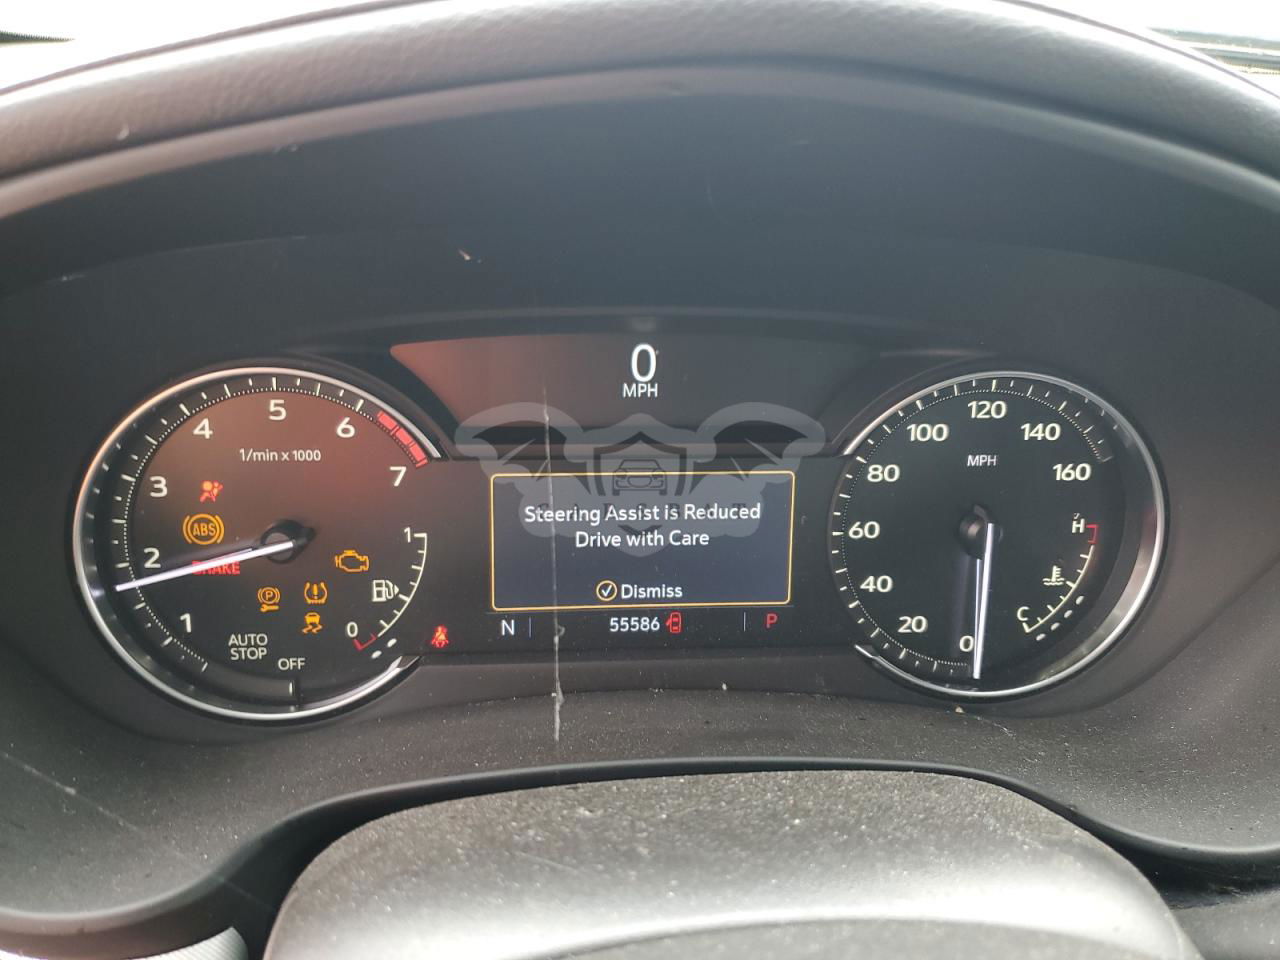 0
MPH
5
4
6
1/min x 1000
3
7
ABS
2
BRAKE
1
P
1
0
AUTO
STOP
OFF
Steering Assist is Reduced
Drive with Care
Dismiss
N
55586
P
120
100
140
MPH
80
160
60
H
40
C
20
0